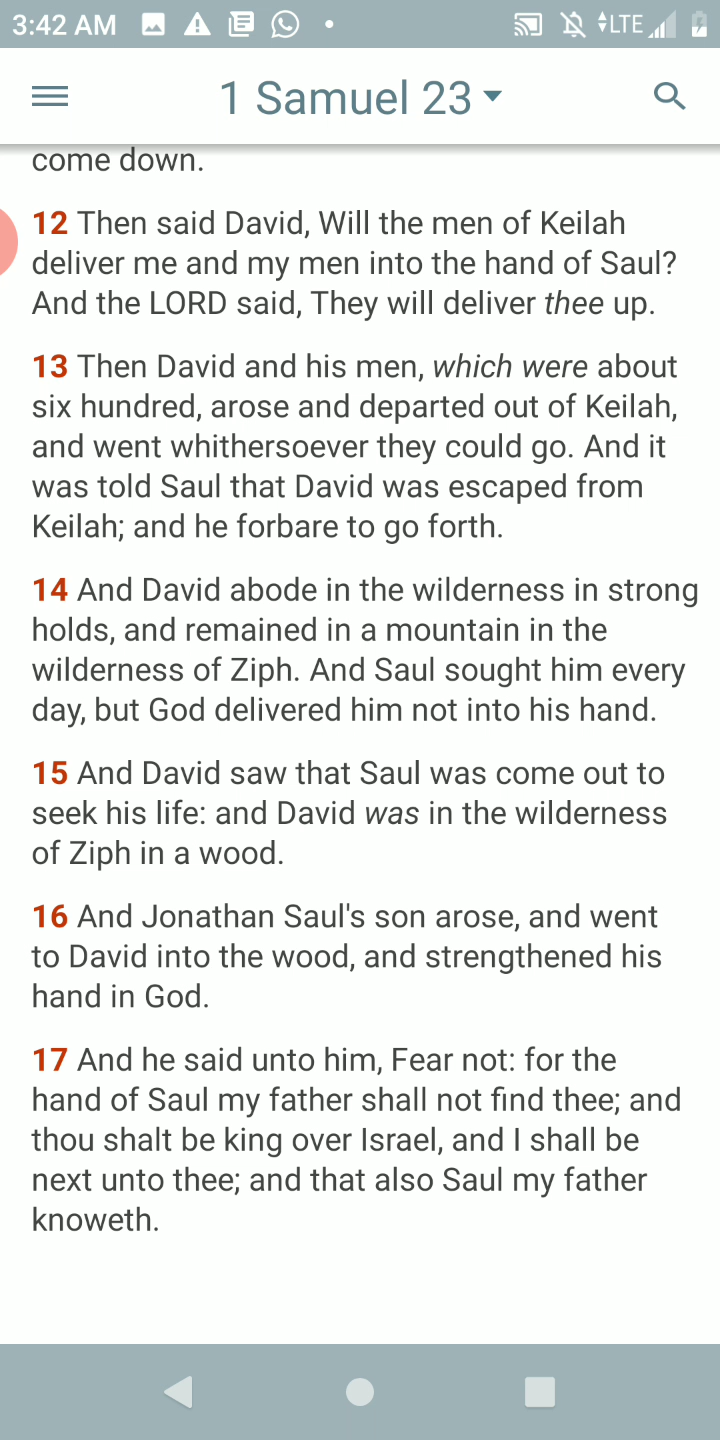 3:42 AM
LTE
1 Samuel 23
come down.
12 Then said David, Will the men of Keilah
deliver me and my men into the hand of Saul?
And the LORD said, They will deliver thee up.
13 Then David and his men, which were about
six hundred, arose and departed out of Keilah,
and went whithersoever they could go. And it
was told Saul that David was escaped from
Keilah; and he forbare to go forth.
14 And David abode in the wilderness in strong
holds, and remained in a mountain in the
wilderness of Ziph. And Saul sought him every
day, but God delivered him not into his hand.
15 And David saw that Saul was come out to
seek his life: and David was in the wilderness
of Ziph in a wood.
16 And Jonathan Saul's son arose, and went
to David into the wood, and strengthened his
hand in God.
17 And he said unto him, Fear not: for the
hand of Saul my father shall not find thee; and
thou shalt be king over Israel, and I shall be
next unto thee; and that also Saul my father
knoweth.